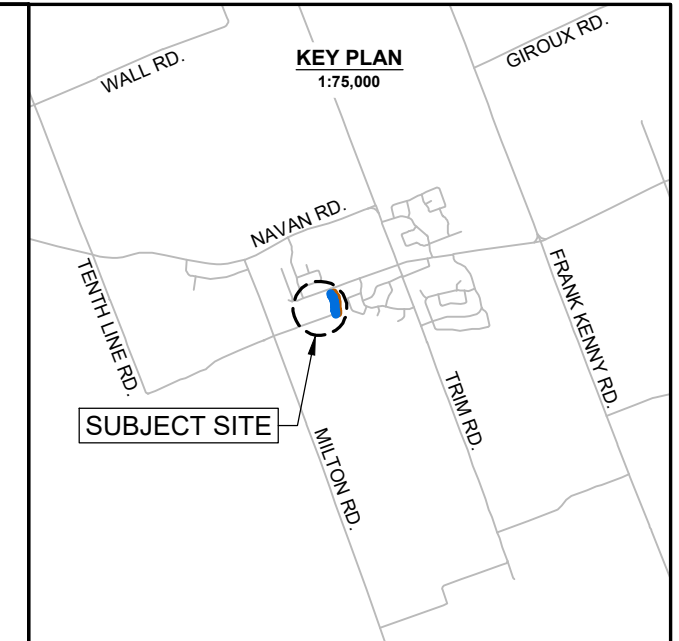 KEY PLAN
1:75,000
WALL RD.
GIROUX RD.
NAVAN RD.
TENTH LINE RD.
FRANK KENNY RD.
SUBJECT SITE
MILTON RD.
TRIM RD.